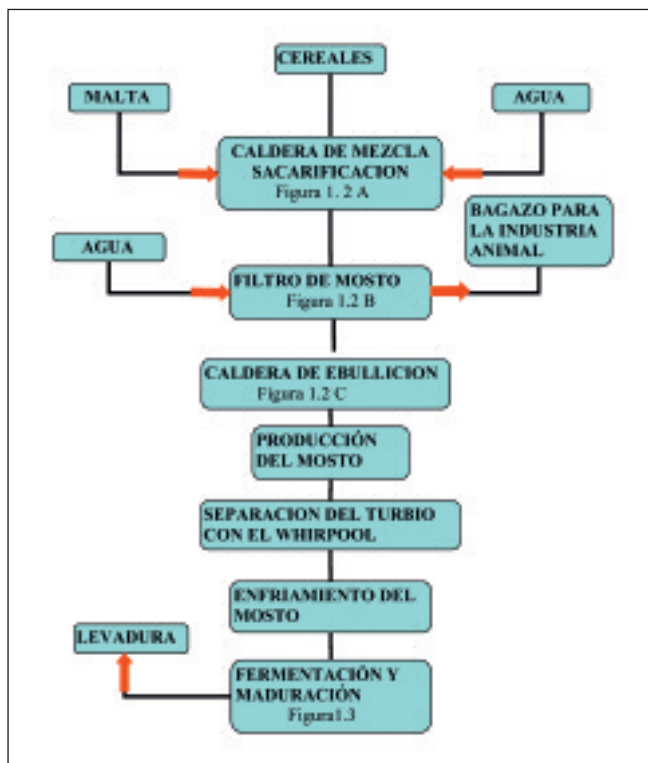 CEREALES
MALTA
AGUA
CALDERA DE MEZCLA
SACARIFICACION
Figura 1. 2 A
BAGAZO PARA
LA INDUSTRIA
ANIMAL
AGUA
FILTRO DE MOSTO
Figura 1.2 B
CALDERA DE EBULLICION
Figura 1.2 C
PRODUCCIÓN
DEL MOSTO
SEPARACION DEL TURBIO
CON EL WHIRPOOL
ENFRIAMIENTO DEL
MOSTO
LEVADURA
FERMENTACIÓN Y
MADURACIÓN
Figura1.3